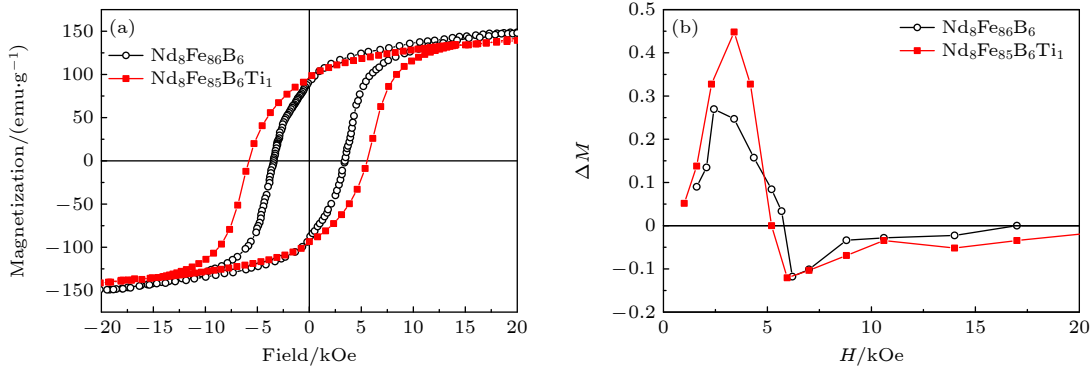 (a)
Nd₈Fe₈₆B₆
Nd₈Fe₈₅B₆Ti₁
150
100
50
0
−50
−100
−150
Magnetization/(emu·g⁻¹)
−20 −15 −10 −5 0 5 10 15 20
Field/kOe
(b)
Nd₈Fe₈₆B₆
Nd₈Fe₈₅B₆Ti₁
0.5
0.4
0.3
0.2
0.1
0
−0.1
−0.2
ΔM
0 5 10 15 20
H/kOe